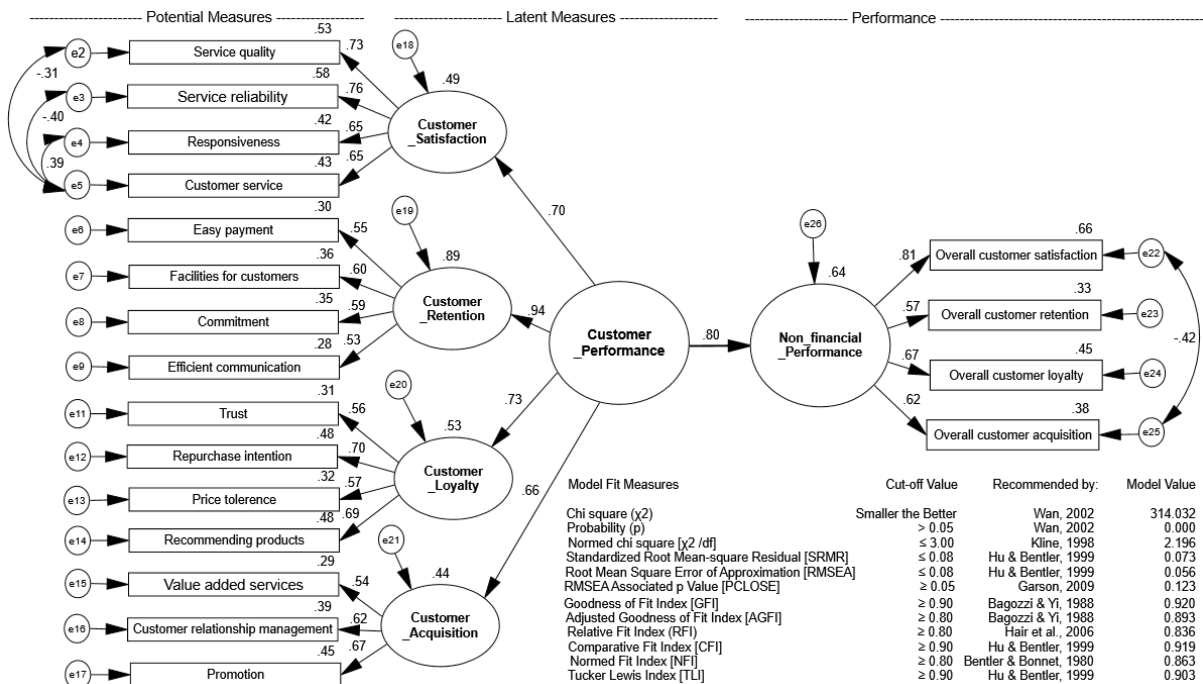 Potential Measures
Latent Measures
Performance
e2
.53
Service quality
.73
-.31
e3
.58
Service reliability
.76
-.40
e4
.42
Responsiveness
.65
.39
e5
.43
Customer service
.65
e18
.49
Customer
_Satisfaction
.70
e6
.30
Easy payment
.55
e7
.36
Facilities for customers
.60
e8
.35
Commitment
.59
e9
.28
Efficient communication
.53
e19
.89
Customer
_Retention
.94
e11
.31
Trust
.56
e12
.48
Repurchase intention
.70
e13
.32
Price tolerence
.57
e14
.48
Recommending products
.69
e20
.53
Customer
_Loyalty
.73
e15
.29
Value added services
.54
e16
.39
Customer relationship management
.62
e17
.45
Promotion
.67
e21
.44
Customer
_Acquisition
.66
Customer
_Performance
.80
e26
.64
Non_financial
_Performance
.81
.66
Overall customer satisfaction
e22
.57
.33
Overall customer retention
e23
-.42
.67
.45
Overall customer loyalty
e24
.62
.38
Overall customer acquisition
e25
Model Fit Measures Cut-off Value Recommended by: Model Value
Chi square (χ2) Smaller the Better Wan, 2002 314.032
Probability (p) > 0.05 Wan, 2002 0.000
Normed chi square [χ2 /df] ≤ 3.00 Kline, 1998 2.196
Standardized Root Mean-square Residual [SRMR] ≤ 0.08 Hu & Bentler, 1999 0.073
Root Mean Square Error of Approximation [RMSEA] ≤ 0.08 Hu & Bentler, 1999 0.056
RMSEA Associated p Value [PCLOSE] ≥ 0.05 Garson, 2009 0.123
Goodness of Fit Index [GFI] ≥ 0.90 Bagozzi & Yi, 1988 0.920
Adjusted Goodness of Fit Index [AGFI] ≥ 0.80 Bagozzi & Yi, 1988 0.893
Relative Fit Index (RFI) ≥ 0.80 Hair et al., 2006 0.836
Comparative Fit Index [CFI] ≥ 0.90 Hu & Bentler, 1999 0.919
Normed Fit Index [NFI] ≥ 0.80 Bentler & Bonnet, 1980 0.863
Tucker Lewis Index [TLI] ≥ 0.90 Hu & Bentler, 1999 0.903